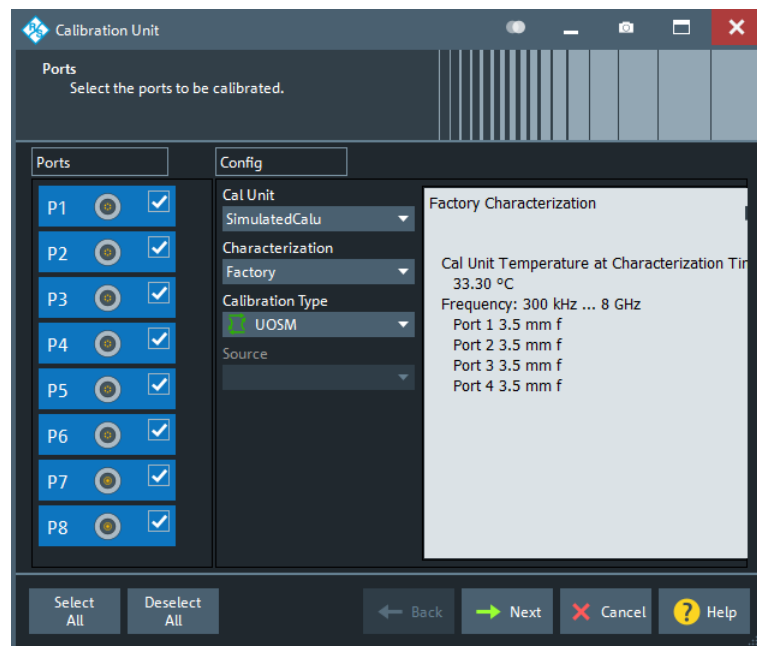 Calibration Unit
Ports
Select the ports to be calibrated.
Ports
P1
P2
P3
P4
P5
P6
P7
P8
Config
Cal Unit
SimulatedCalu
Characterization
Factory
Calibration Type
UOSM
Source
Factory Characterization
Cal Unit Temperature at Characterization Tir
33.30 °C
Frequency: 300 kHz ... 8 GHz
Port 1 3.5 mm f
Port 2 3.5 mm f
Port 3 3.5 mm f
Port 4 3.5 mm f
Select All
Deselect All
Back
Next
Cancel
? Help